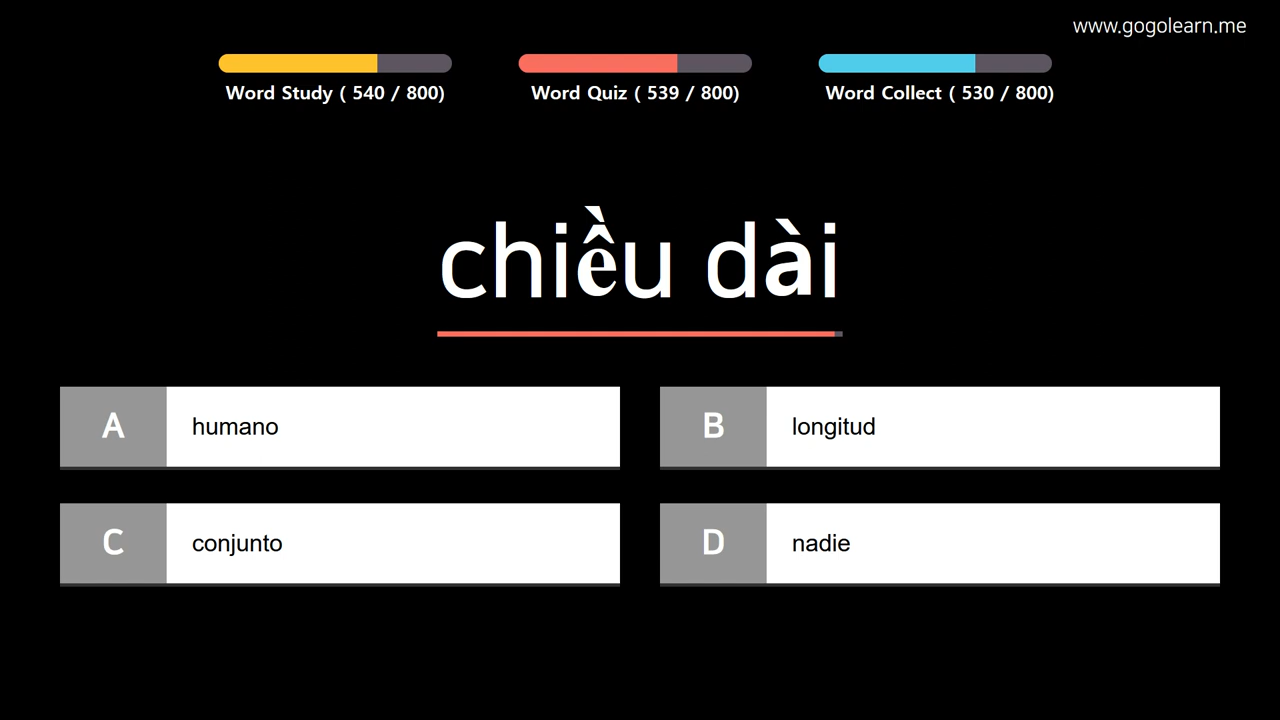 www.gogolearn.me
Word Study ( 540 / 800)
Word Quiz ( 539 / 800)
Word Collect ( 530 / 800)
chiều dài
A humano
B longitud
C conjunto
D nadie